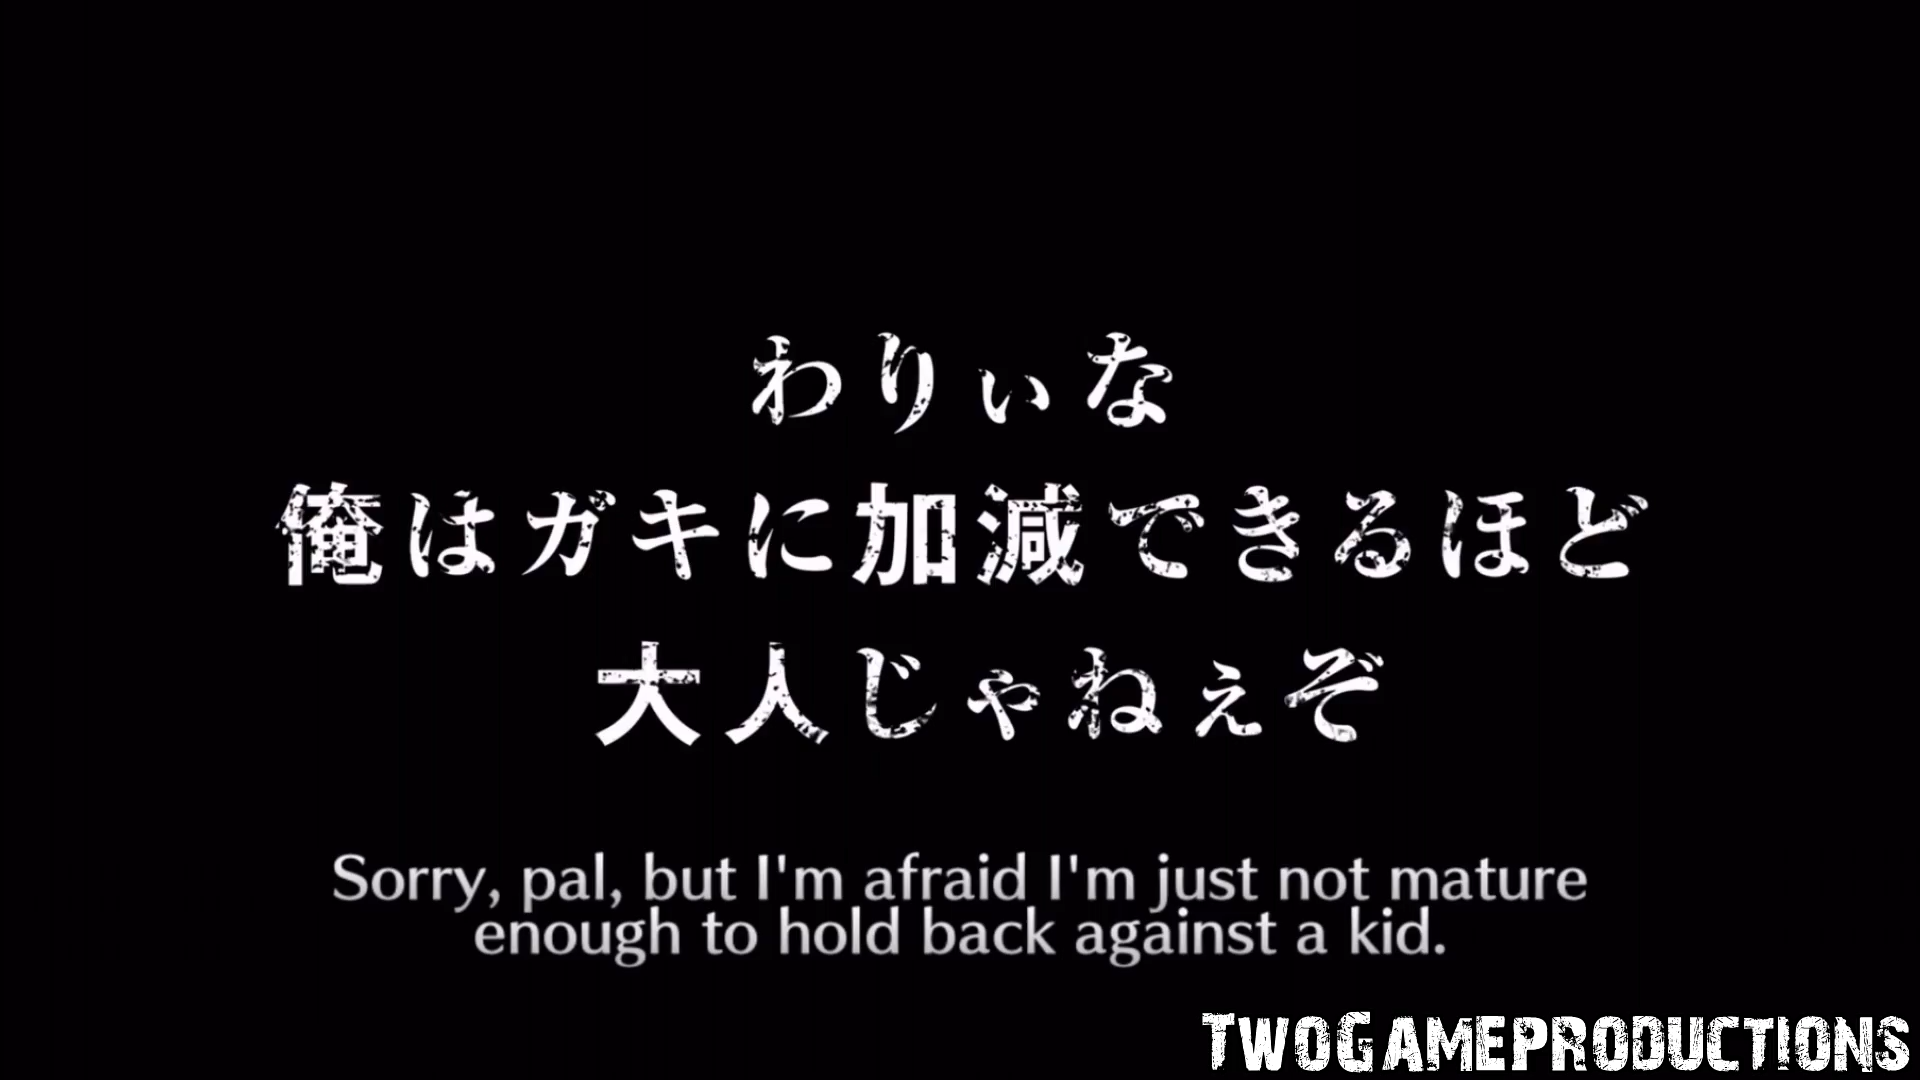 わりぃな
俺はガキに加減できるほど
大人じゃねぇぞ
Sorry, pal, but I'm afraid I'm just not mature
enough to hold back against a kid.
TWOGAMEPRODUCTIONS